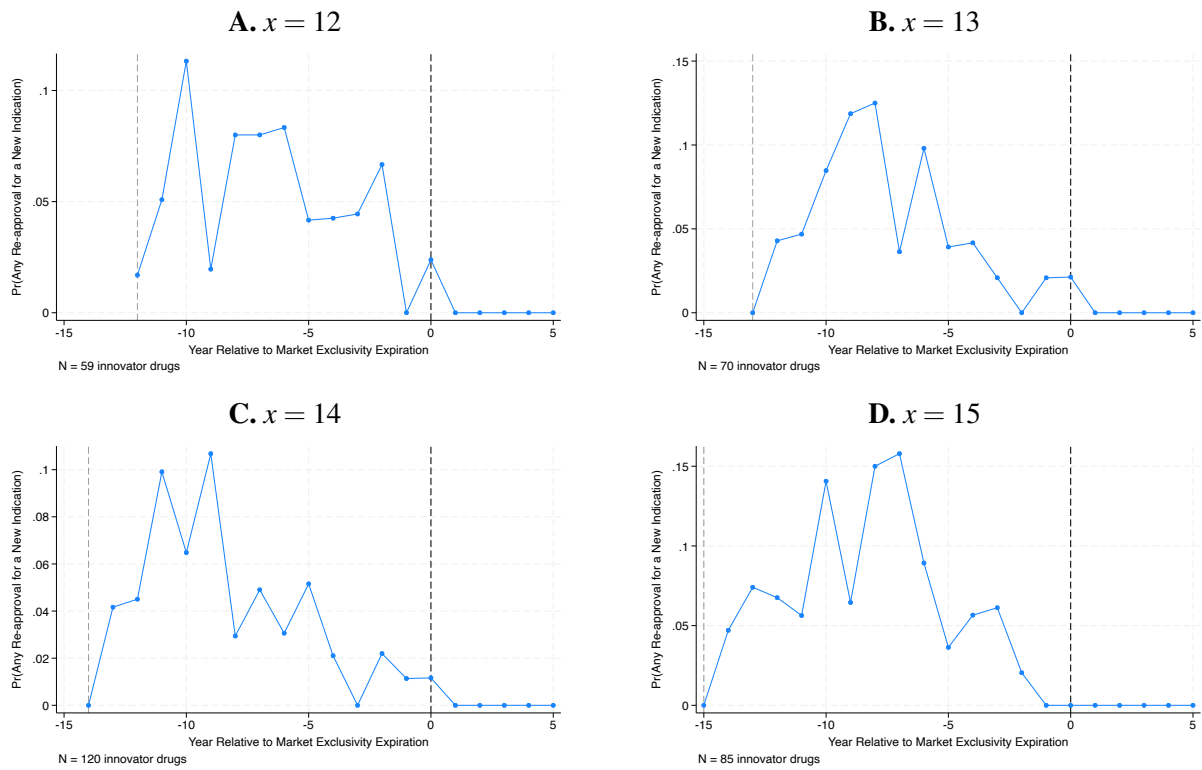 A. x = 12
Pr(Any Re-approval for a New Indication)
.1
.05
0
-15
-10
-5
0
5
Year Relative to Market Exclusivity Expiration
N = 59 innovator drugs
B. x = 13
Pr(Any Re-approval for a New Indication)
.15
.1
.05
0
-15
-10
-5
0
5
Year Relative to Market Exclusivity Expiration
N = 70 innovator drugs
C. x = 14
Pr(Any Re-approval for a New Indication)
.1
.08
.06
.04
.02
0
-15
-10
-5
0
5
Year Relative to Market Exclusivity Expiration
N = 120 innovator drugs
D. x = 15
Pr(Any Re-approval for a New Indication)
.15
.1
.05
0
-15
-10
-5
0
5
Year Relative to Market Exclusivity Expiration
N = 85 innovator drugs